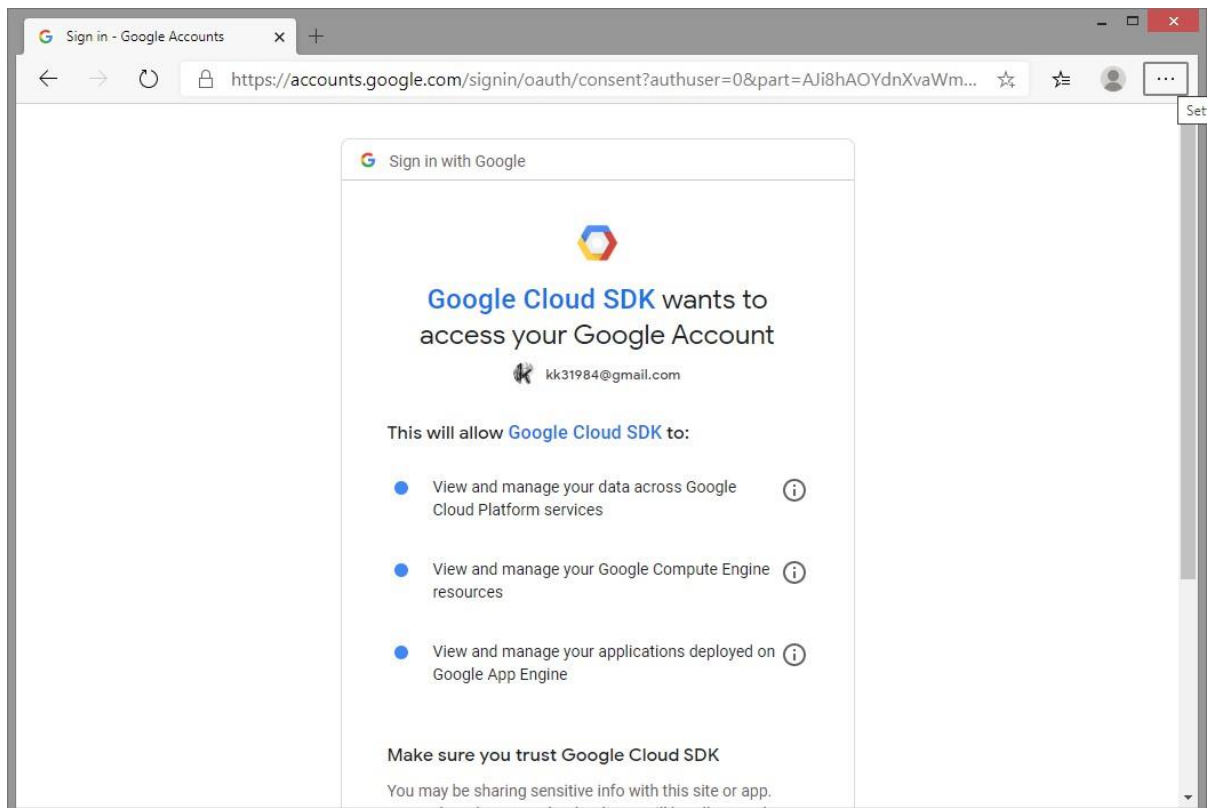 Sign in - Google Accounts
https://accounts.google.com/signin/oauth/consent?authuser=0&part=AJi8hAOYdnXvaWm...
Set
Sign in with Google
Google Cloud SDK wants to
access your Google Account
kk31984@gmail.com
This will allow Google Cloud SDK to:
View and manage your data across Google
Cloud Platform services
View and manage your Google Compute Engine
resources
View and manage your applications deployed on
Google App Engine
Make sure you trust Google Cloud SDK
You may be sharing sensitive info with this site or app.